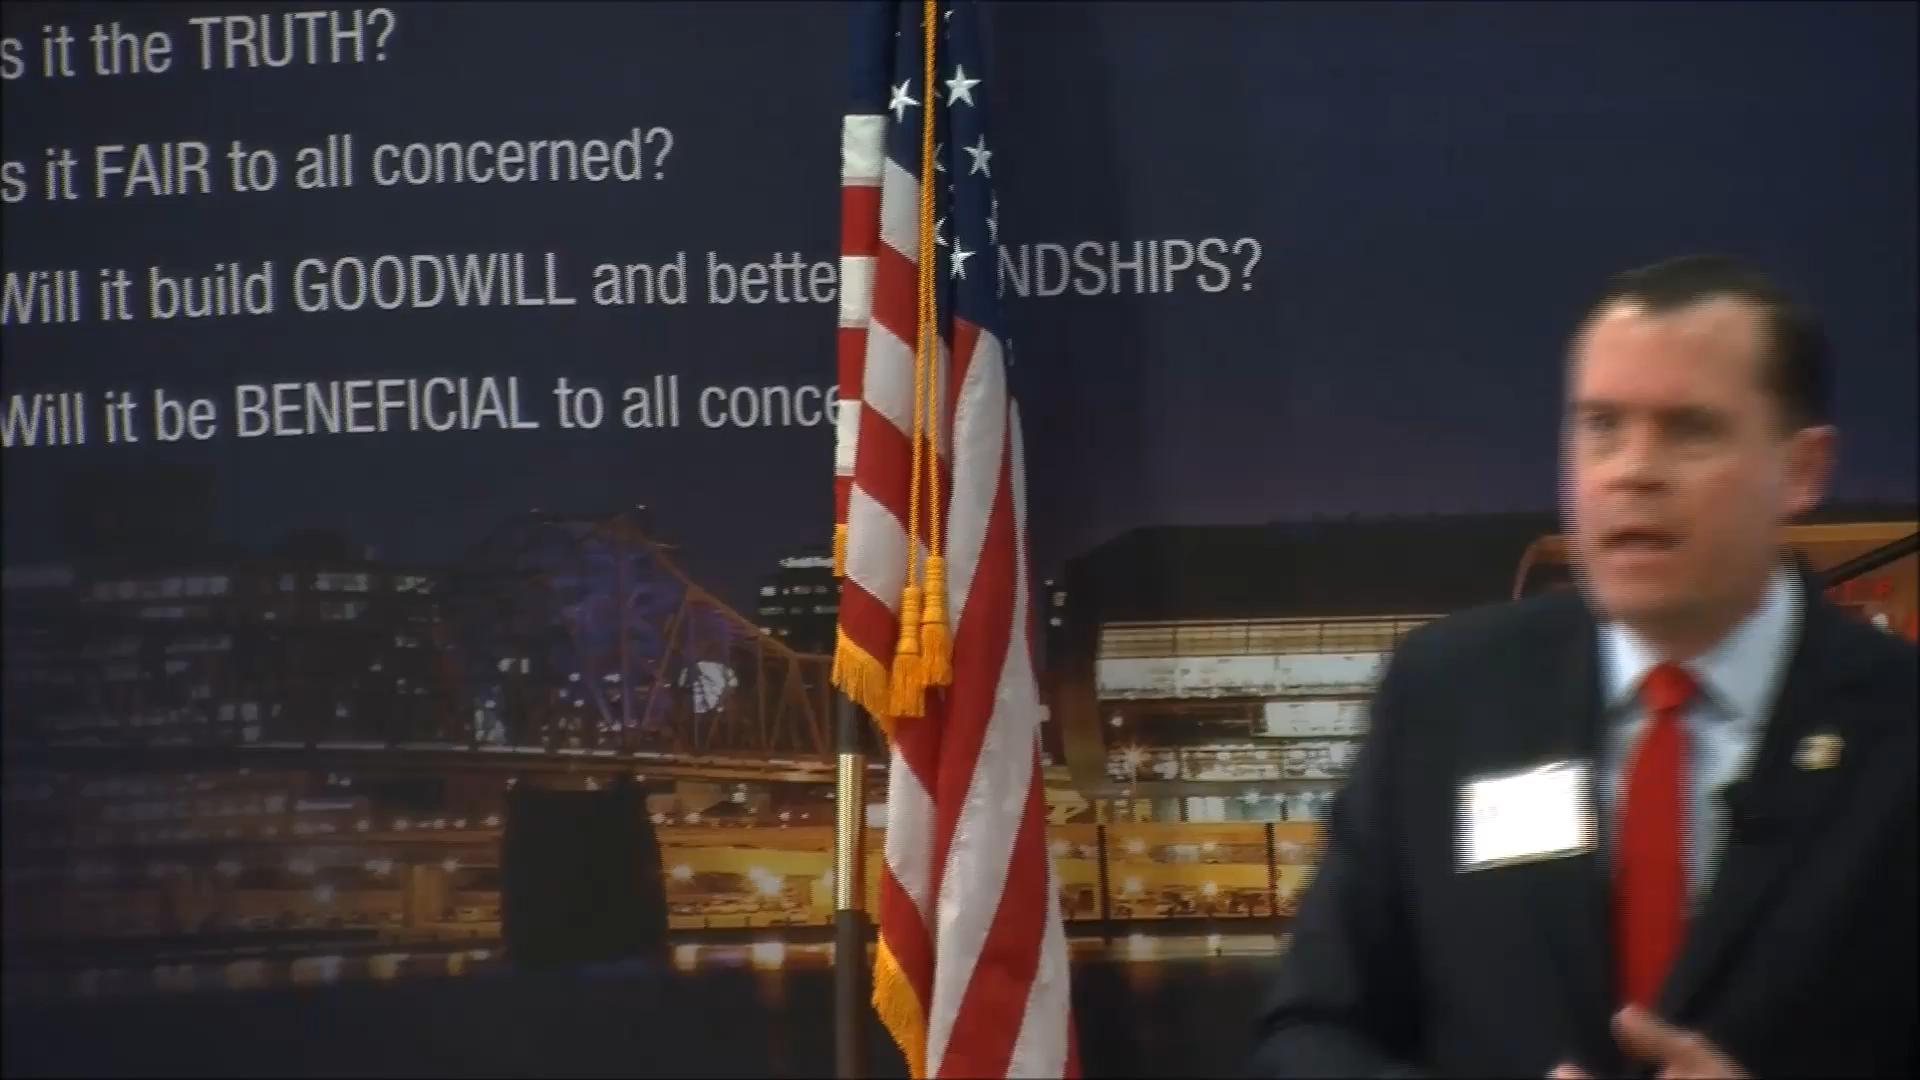 s it the TRUTH?
s it FAIR to all concerned?
Will it build GOODWILL and bette NDSHIPS?
Will it be BENEFICIAL to all conce